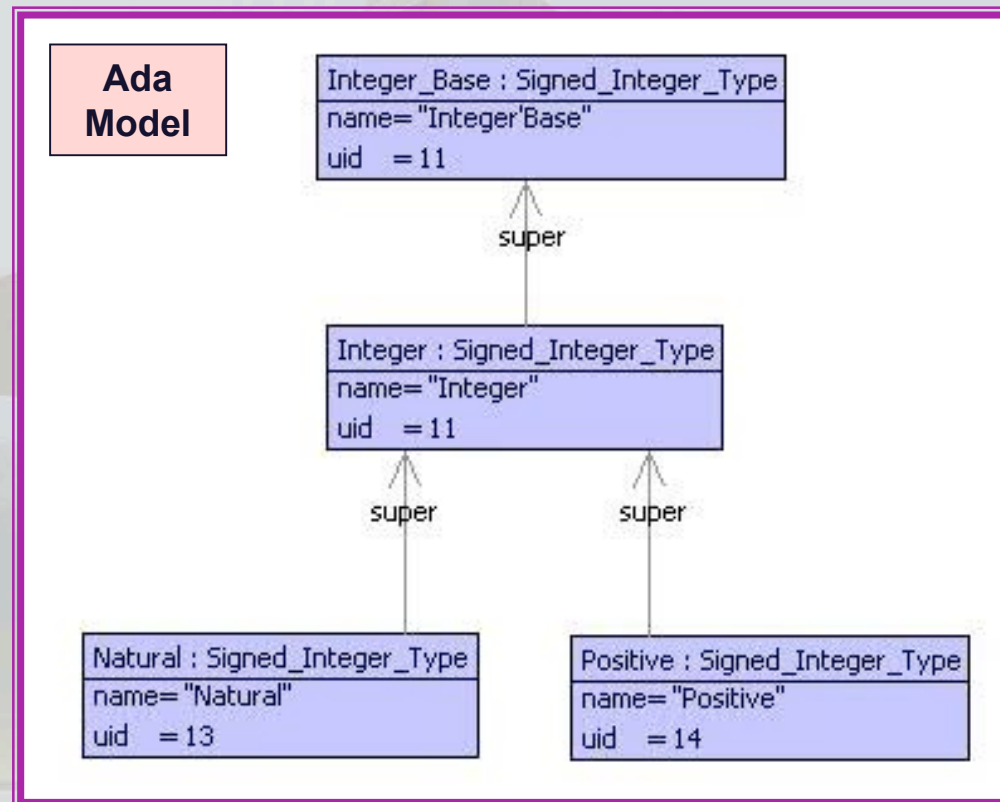 Ada
Model
Integer_Base : Signed_Integer_Type
name="Integer'Base"
uid =11
super
Integer : Signed_Integer_Type
name="Integer"
uid =11
super
super
Natural : Signed_Integer_Type
name="Natural"
uid =13
Positive : Signed_Integer_Type
name="Positive"
uid =14